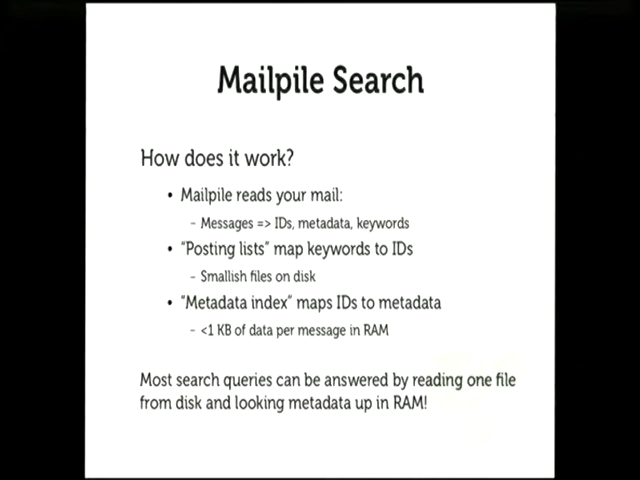 Mailpile Search
How does it work?
• Mailpile reads your mail:
– Messages => IDs, metadata, keywords
• "Posting lists" map keywords to IDs
– Smallish files on disk
• "Metadata index" maps IDs to metadata
– <1 KB of data per message in RAM
Most search queries can be answered by reading one file
from disk and looking metadata up in RAM!